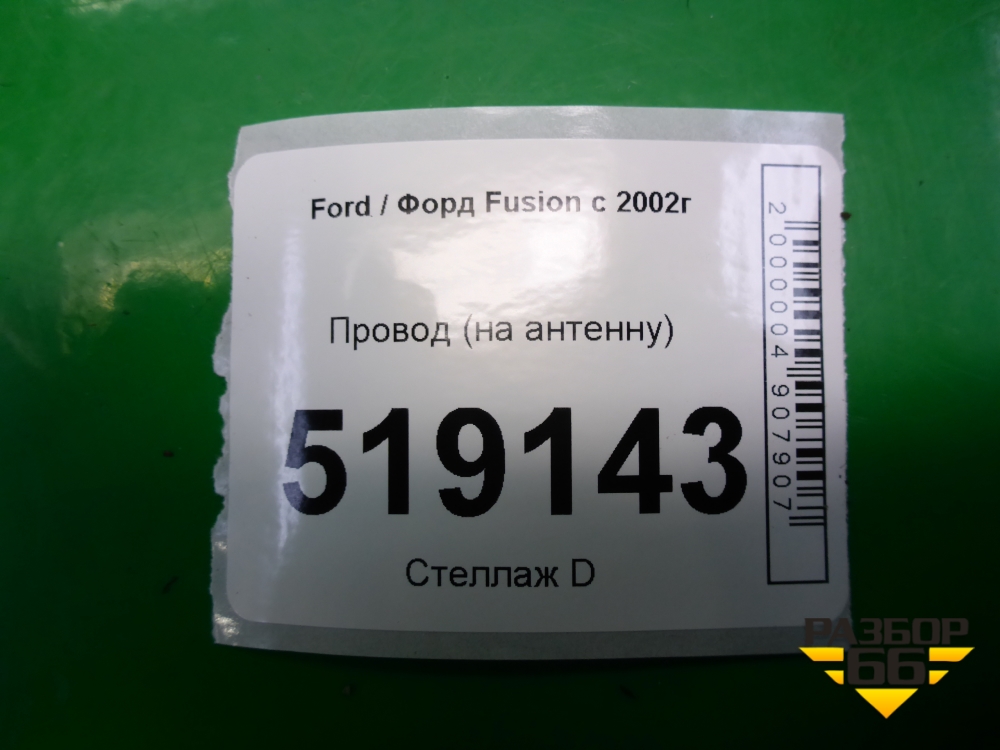 Ford / Форд Fusion с 2002г
Провод (на антенну)
519143
Стеллаж D
2000004907907
РАЗБОР
66